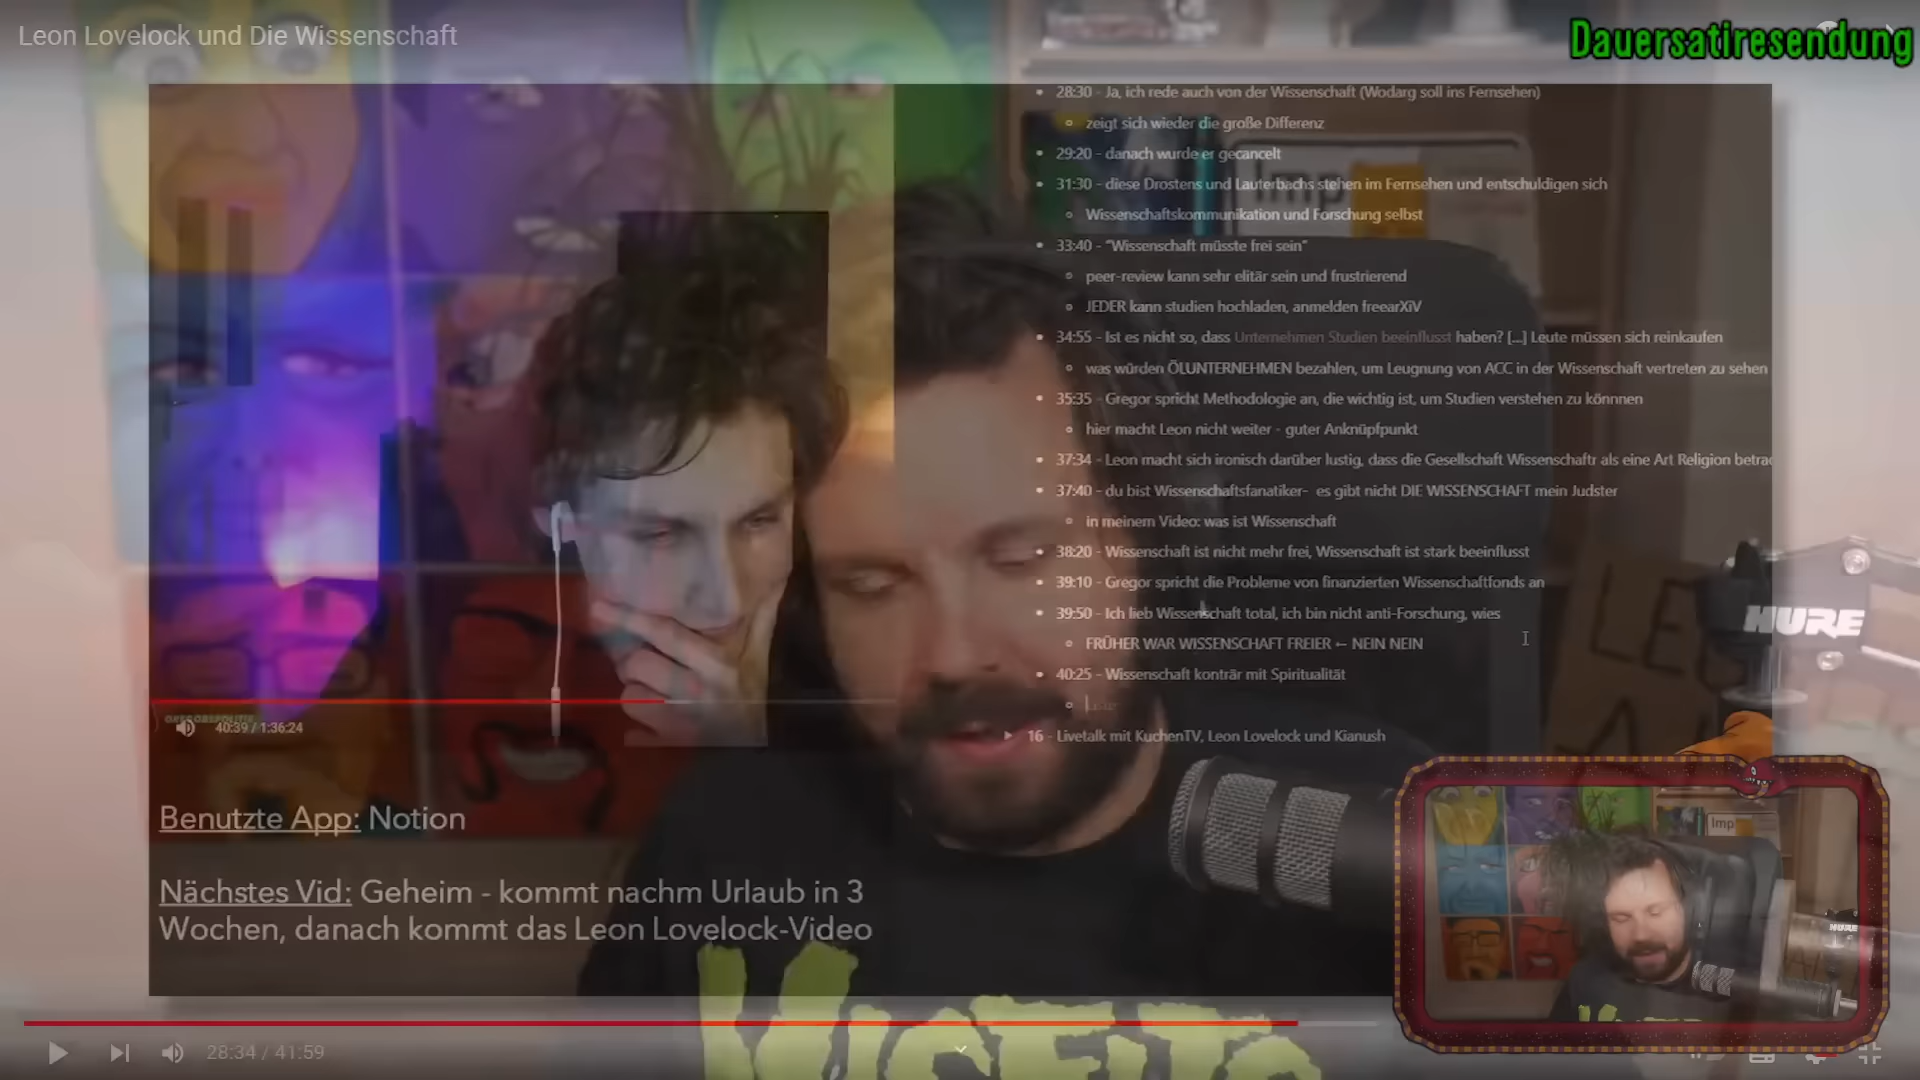 Leon Lovelock und Die Wissenschaft
Dauersatiresendung
28:30 - Ja, ich rede auch von der Wissenschaft (Wodarg soll ins Fernsehen)
zeigt sich wieder die große Differenz
29:20 - danach wurde er gecancelt
31:30 - diese Drostens und Lauterbachs stehen im Fernsehen und entschuldigen sich
Wissenschaftskommunikation und Forschung selbst
33:40 - "Wissenschaft müsste frei sein"
peer-review kann sehr elitär sein und frustrierend
JEDER kann studien hochladen, anmelden freearXiV
34:55 - Ist es nicht so, dass Unternehmen Studien beeinflusst haben? [...] Leute müssen sich reinkaufen
was würden ÖLUNTERNEHMEN bezahlen, um Leugnung von ACC in der Wissenschaft vertreten zu sehen
35:35 - Gregor spricht Methodologie an, die wichtig ist, um Studien verstehen zu könnnen
hier macht Leon nicht weiter - guter Anknüpfpunkt
37:34 - Leon macht sich ironisch darüber lustig, dass die Gesellschaft Wissenschaftr als eine Art Religion betrac
37:40 - du bist Wissenschaftsfanatiker- es gibt nicht DIE WISSENSCHAFT mein Judster
in meinem Video: was ist Wissenschaft
38:20 - Wissenschaft ist nicht mehr frei, Wissenschaft ist stark beeinflusst
39:10 - Gregor spricht die Probleme von finanzierten Wissenschaftfonds an
39:50 - Ich lieb Wissenschaft total, ich bin nicht anti-Forschung, wies
FRÜHER WAR WISSENSCHAFT FREIER ← NEIN NEIN
40:25 - Wissenschaft konträr mit Spiritualität
16 - Livetalk mit KuchenTV, Leon Lovelock und Kianush
Imp
HURE
40:39 / 1:36:24
Benutzte App: Notion
Nächstes Vid: Geheim - kommt nachm Urlaub in 3
Wochen, danach kommt das Leon Lovelock-Video
Imp
28:34 / 41:59